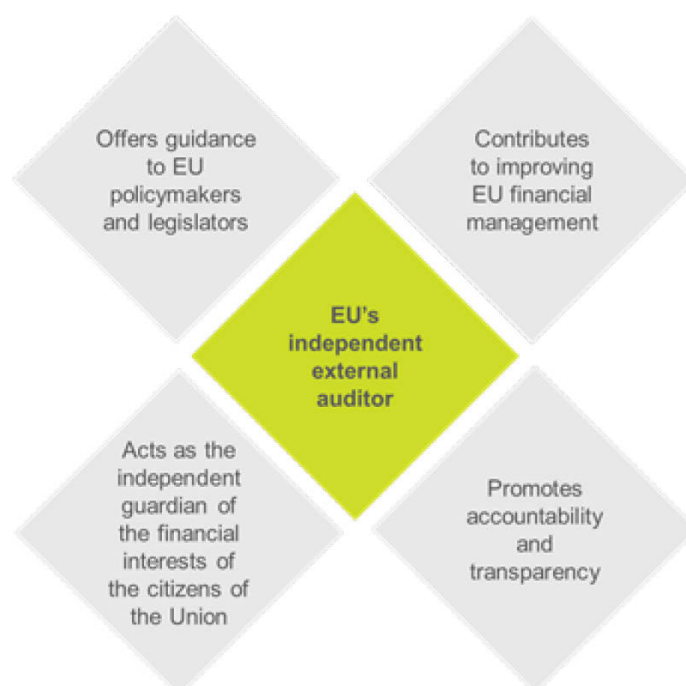 Offers guidance
to EU
policymakers
and legislators
Contributes
to improving
EU financial
management
EU's
independent
external
auditor
Acts as the
independent
guardian of
the financial
interests of
the citizens of
the Union
Promotes
accountability
and
transparency